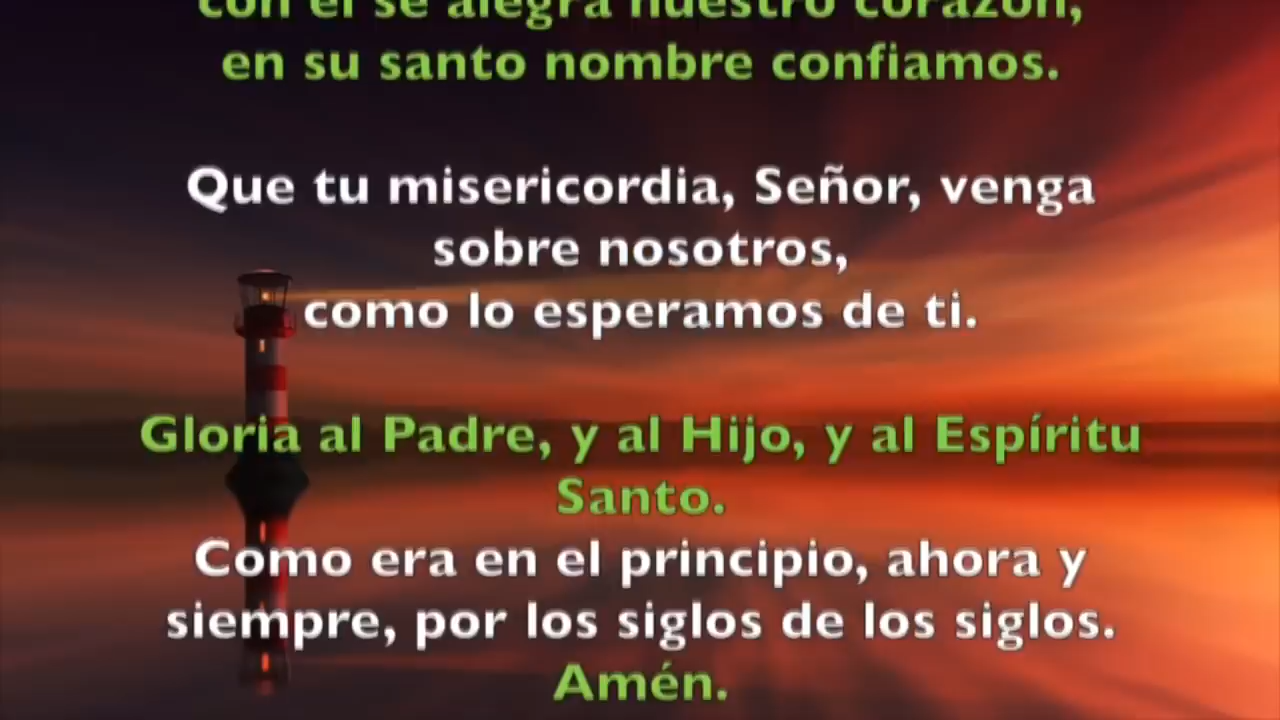 con él se alegra nuestro corazón,
en su santo nombre confiamos.
Que tu misericordia, Señor, venga
sobre nosotros,
como lo esperamos de ti.
Gloria al Padre, y al Hijo, y al Espíritu
Santo.
Como era en el principio, ahora y
siempre, por los siglos de los siglos.
Amén.